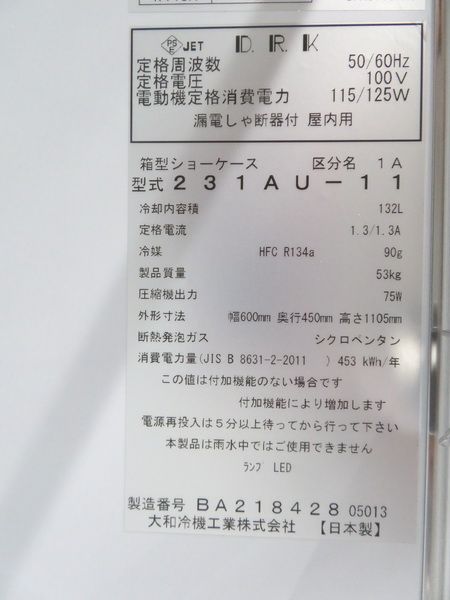 PS E JET D.R.K
定格周波数 50/60Hz
定格電圧 100V
電動機定格消費電力 115/125W
漏電しゃ断器付 屋内用
箱型ショーケース 区分名 1A
型式 231AU-11
冷却内容積 132L
定格電流 1.3/1.3A
冷媒 HFC R134a 90g
製品質量 53kg
圧縮機出力 75W
外形寸法 幅600mm 奥行450mm 高さ1105mm
断熱発泡ガス シクロペンタン
消費電力量(JIS B 8631-2-2011 ) 453 kWh/年
この値は付加機能のない場合です
付加機能により増加します
電源再投入は5分以上待ってから行って下さい
本製品は雨水中ではご使用できません
ﾗﾝﾌﾟ LED
製造番号 BA218428 05013
大和冷機工業株式会社 【日本製】